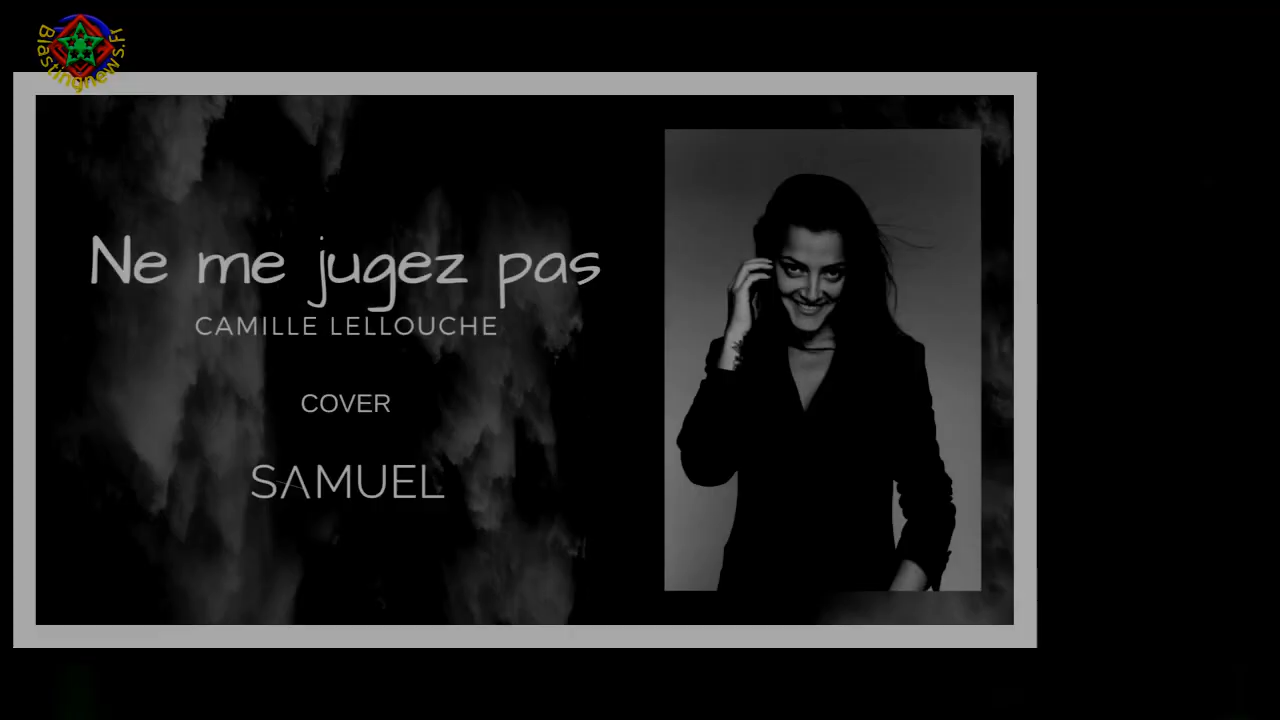 Blastingnews.Fr
Ne me jugez pas
CAMILLE LELLOUCHE
COVER
SAMUEL